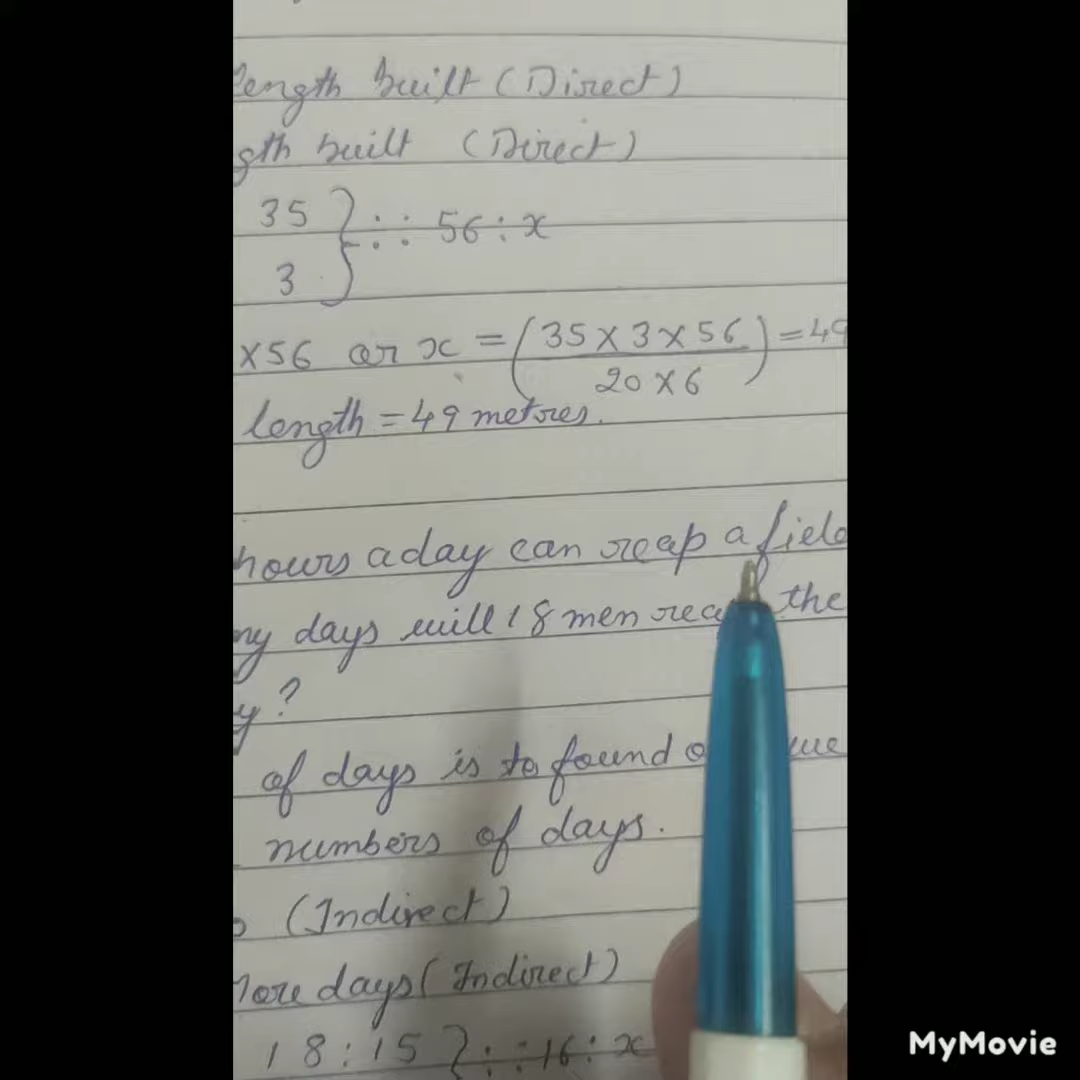 length built (Direct)
gth built (Direct)
35 } :: 56 : x
3
x56 or x = (35 x 3 x 56 / 20 x 6) = 49
length = 49 metres.
hours a day can reap a field
ny days will 18 men the
y?
of days is to found
numbers of days.
(Indirect)
More days (Indirect)
18 : 15 } :: 16 : x
MyMovie